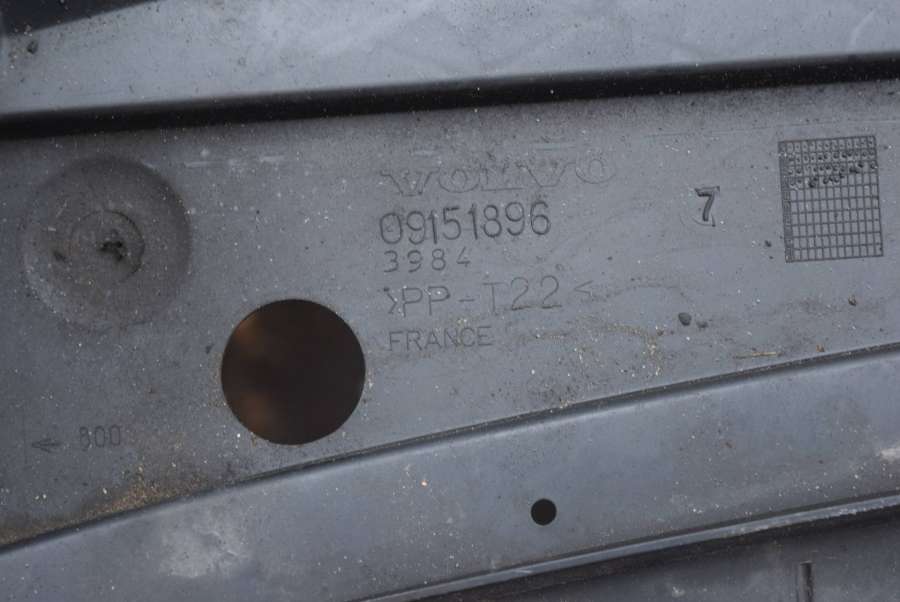 VOLVO
09151896
3984
>PP-T22<
FRANCE
7
← 800